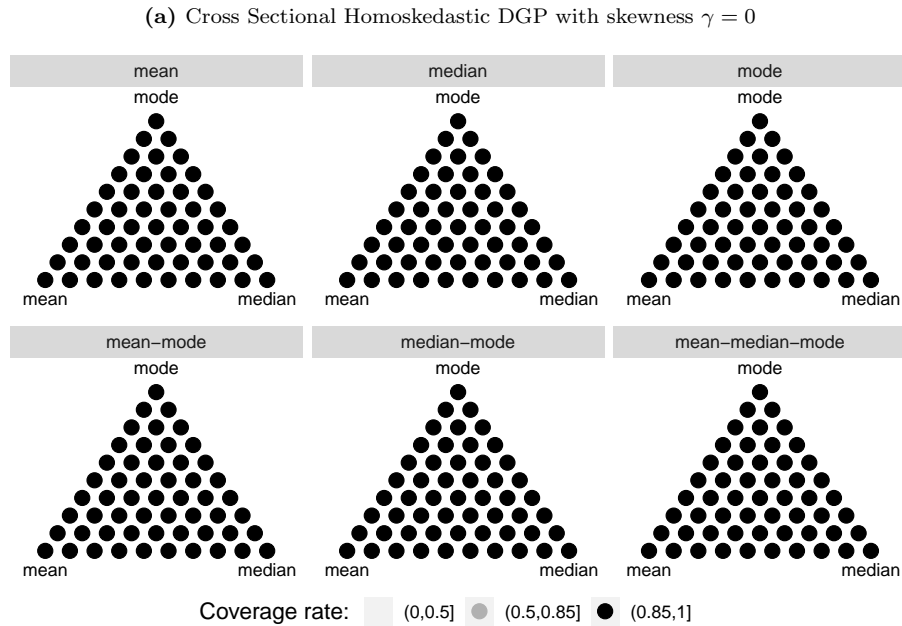 (a) Cross Sectional Homoskedastic DGP with skewness γ = 0
mean median mode
mode mode mode
mean median mean median mean median
mean−mode median−mode mean−median−mode
mode mode mode
mean median mean median mean median
Coverage rate: (0,0.5] (0.5,0.85] (0.85,1]